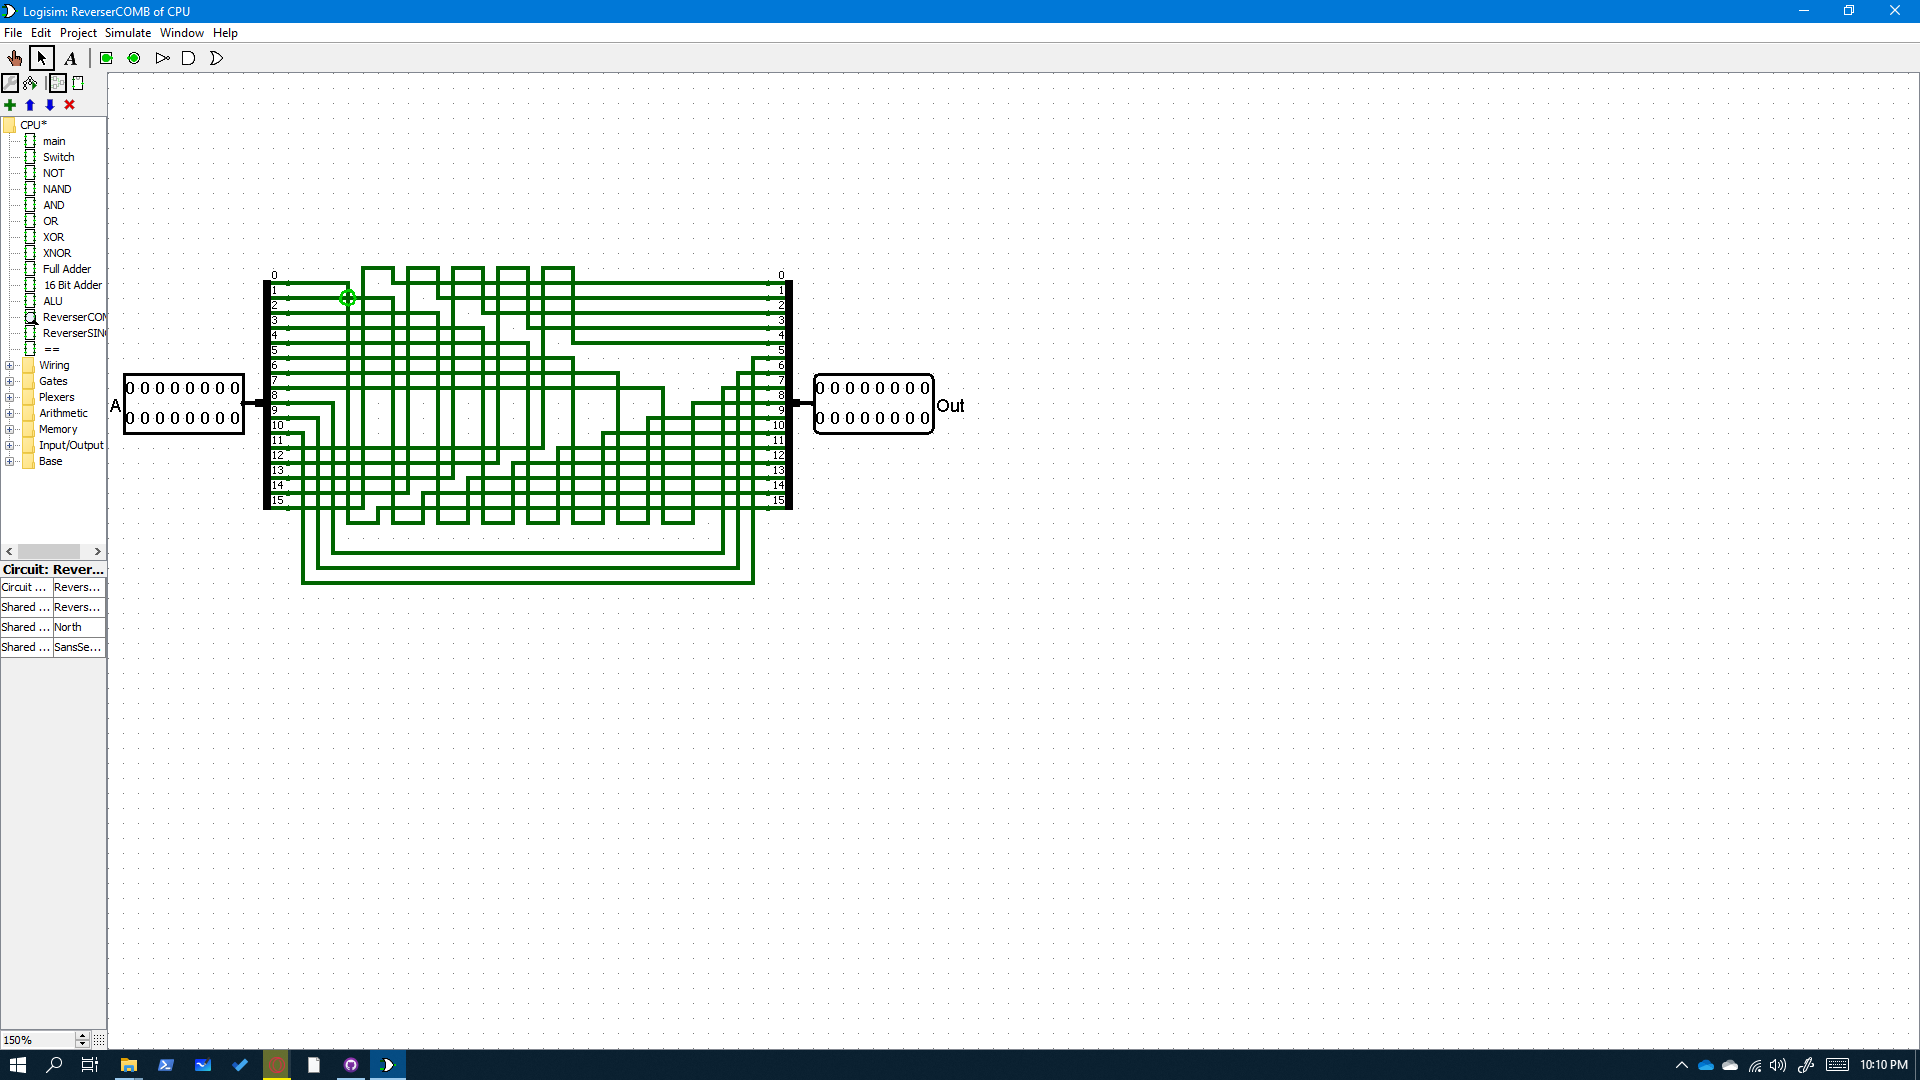 Logisim: ReverserCOMB of CPU
File Edit Project Simulate Window Help
A
CPU*
main
Switch
NOT
NAND
AND
OR
XOR
XNOR
Full Adder
16 Bit Adder
ALU
ReverserCOM
ReverserSING
==
Wiring
Gates
Plexers
Arithmetic
Memory
Input/Output
Base
Circuit: Rever...
Circuit ... Revers...
Shared ... Revers...
Shared ... North
Shared ... SansSe...
150%
A
0 0 0 0 0 0 0 0
0 0 0 0 0 0 0 0
0
1
2
3
4
5
6
7
8
9
10
11
12
13
14
15
0
1
2
3
4
5
6
7
8
9
10
11
12
13
14
15
0 0 0 0 0 0 0 0
0 0 0 0 0 0 0 0
Out
10:10 PM